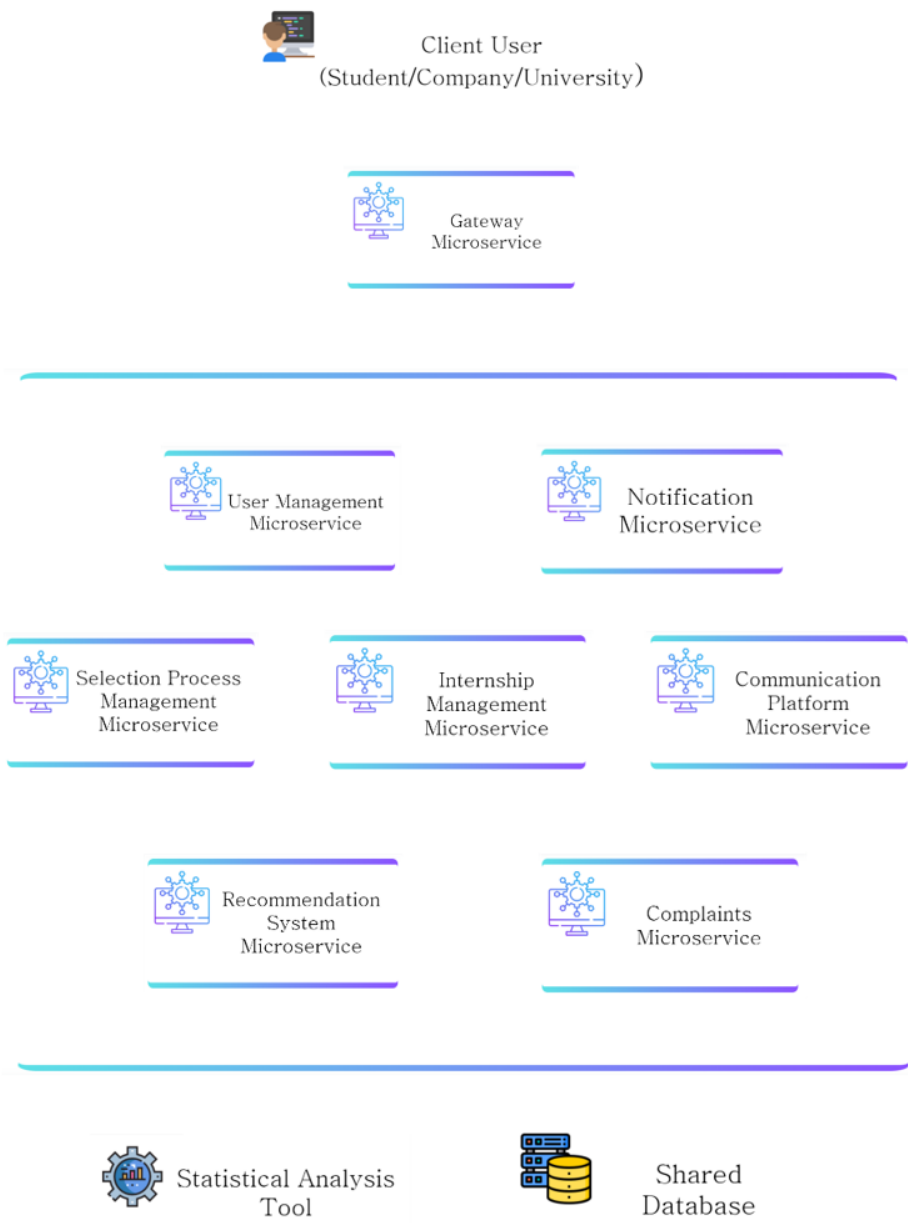 Client User
(Student/Company/University)
Gateway
Microservice
User Management
Microservice
Notification
Microservice
Selection Process
Management
Microservice
Internship
Management
Microservice
Communication
Platform
Microservice
Recommendation
System
Microservice
Complaints
Microservice
Statistical Analysis
Tool
Shared
Database